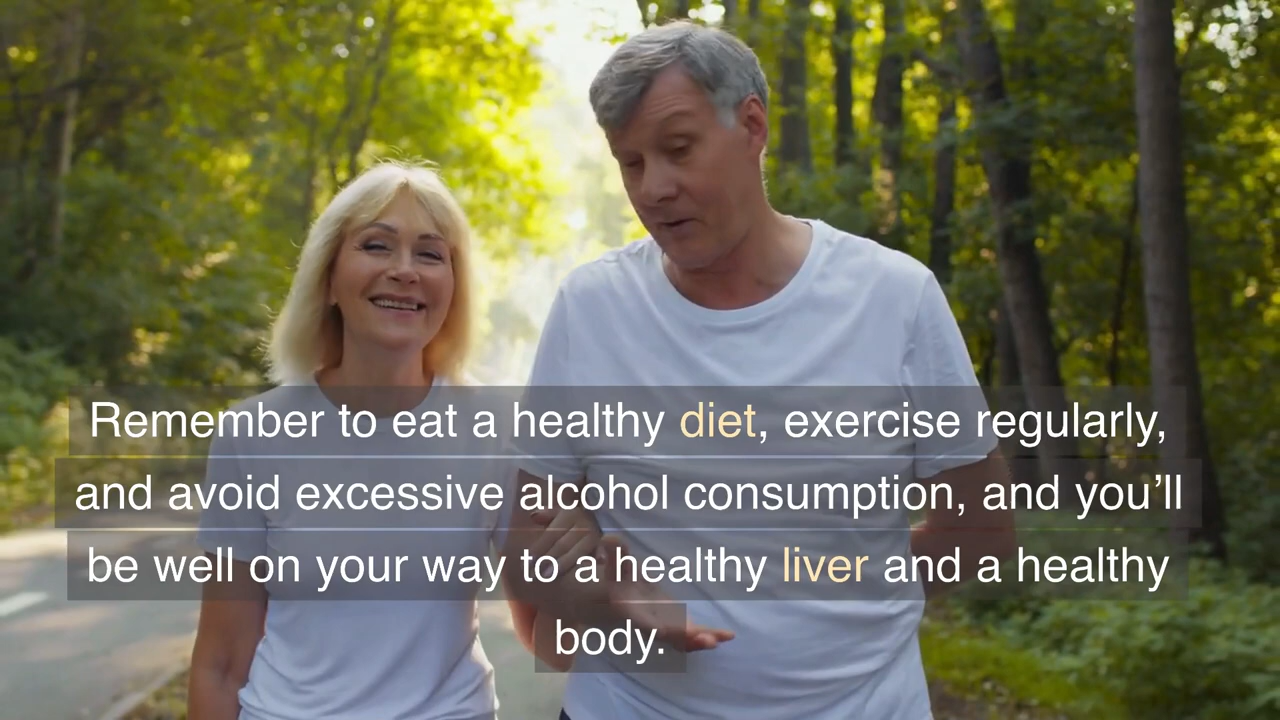 Remember to eat a healthy diet, exercise regularly,
and avoid excessive alcohol consumption, and you’ll
be well on your way to a healthy liver and a healthy
body.